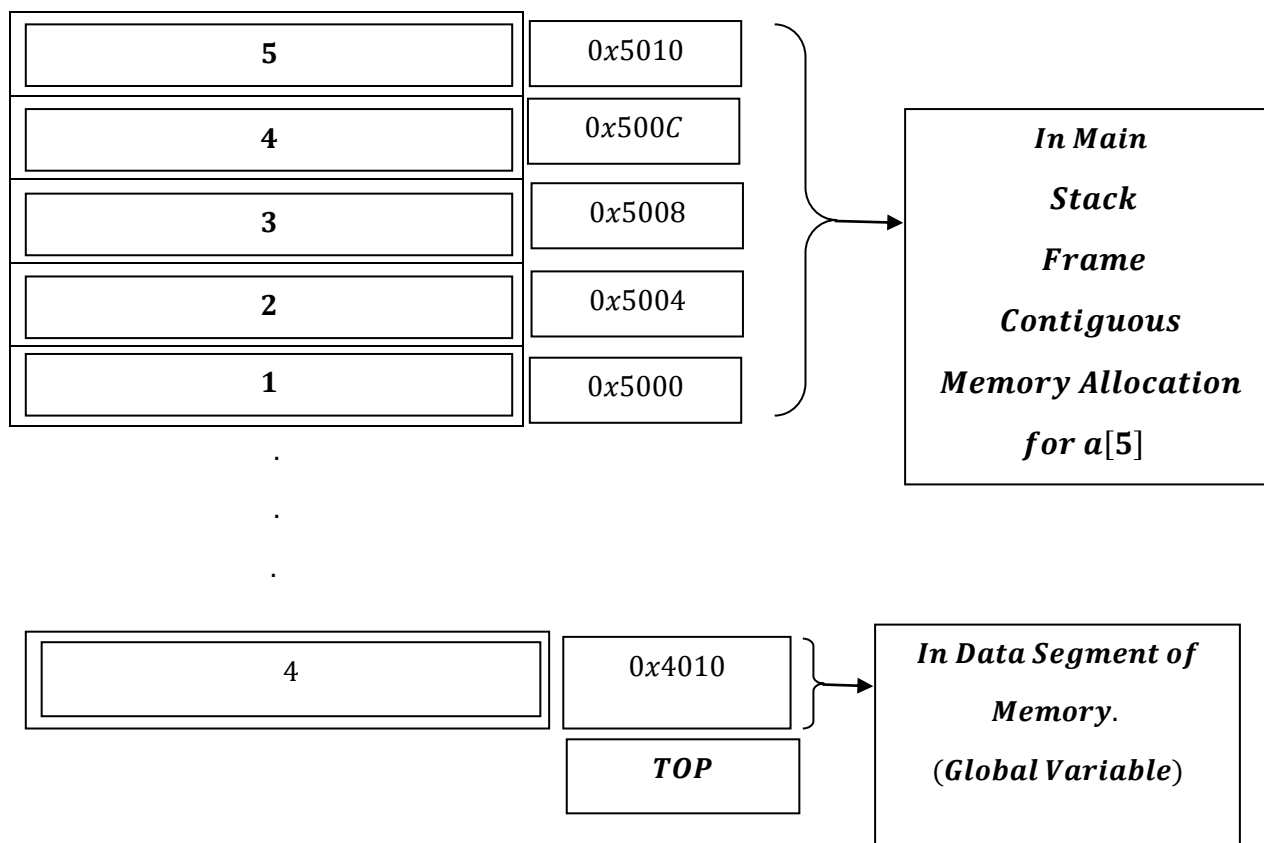 5
0x5010
4
0x500C
3
0x5008
2
0x5004
1
0x5000
In Main
Stack
Frame
Contiguous
Memory Allocation
for a[5]
.
.
.
4
0x4010
TOP
In Data Segment of
Memory.
(Global Variable)